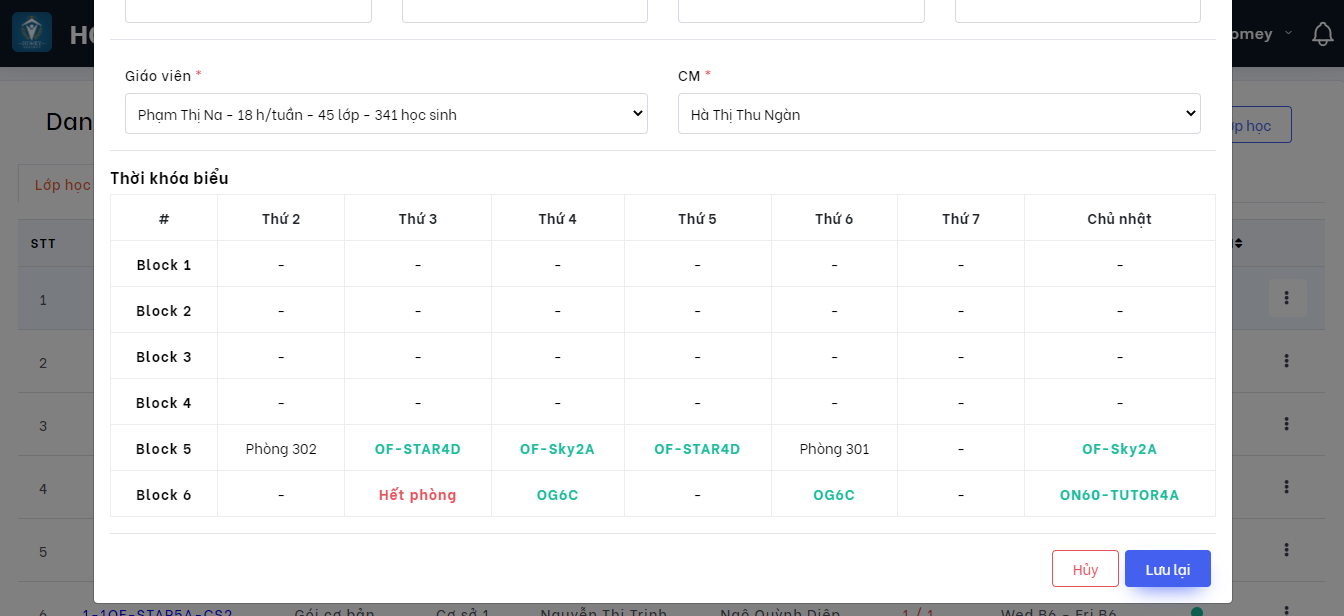 HO
omey
Giáo viên * CM *
Phạm Thị Na - 18 h/tuần - 45 lớp - 341 học sinh Hà Thị Thu Ngàn
Dan
ớp học
Thời khóa biểu
Lớp học
# Thứ 2 Thứ 3 Thứ 4 Thứ 5 Thứ 6 Thứ 7 Chủ nhật
STT
Block 1 - - - - - - -
1
Block 2 - - - - - - -
Block 3 - - - - - - -
2
Block 4 - - - - - - -
3
Block 5 Phòng 302 OF-STAR4D OF-Sky2A OF-STAR4D Phòng 301 - OF-Sky2A
4
Block 6 - Hết phòng OG6C - OG6C - ON60-TUTOR4A
5
Hủy Lưu lại
6 1-1OF-STAR5A-CS2 Gói cơ bản Cơ sở 1 Nguyễn Thị Trinh Ngô Quỳnh Diệp 1 / 1 Wed B6 - Fri B6